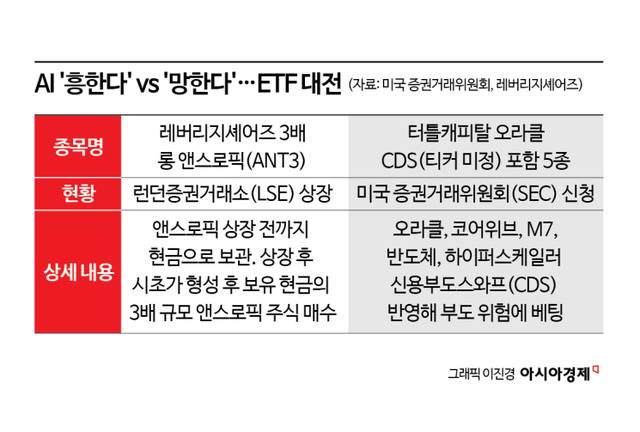 AI '흥한다' vs '망한다'…ETF 대전 (자료: 미국 증권거래위원회, 레버리지셰어즈)
종목명
레버리지셰어즈 3배
롱 앤스로픽(ANT3)
터틀캐피탈 오라클
CDS(티커 미정) 포함 5종
현황
런던증권거래소(LSE) 상장
미국 증권거래위원회(SEC) 신청
상세 내용
앤스로픽 상장 전까지
현금으로 보관. 상장 후
시초가 형성 후 보유 현금의
3배 규모 앤스로픽 주식 매수
오라클, 코어위브, M7,
반도체, 하이퍼스케일러
신용부도스와프(CDS)
반영해 부도 위험에 베팅
그래픽 이진경 아시아경제